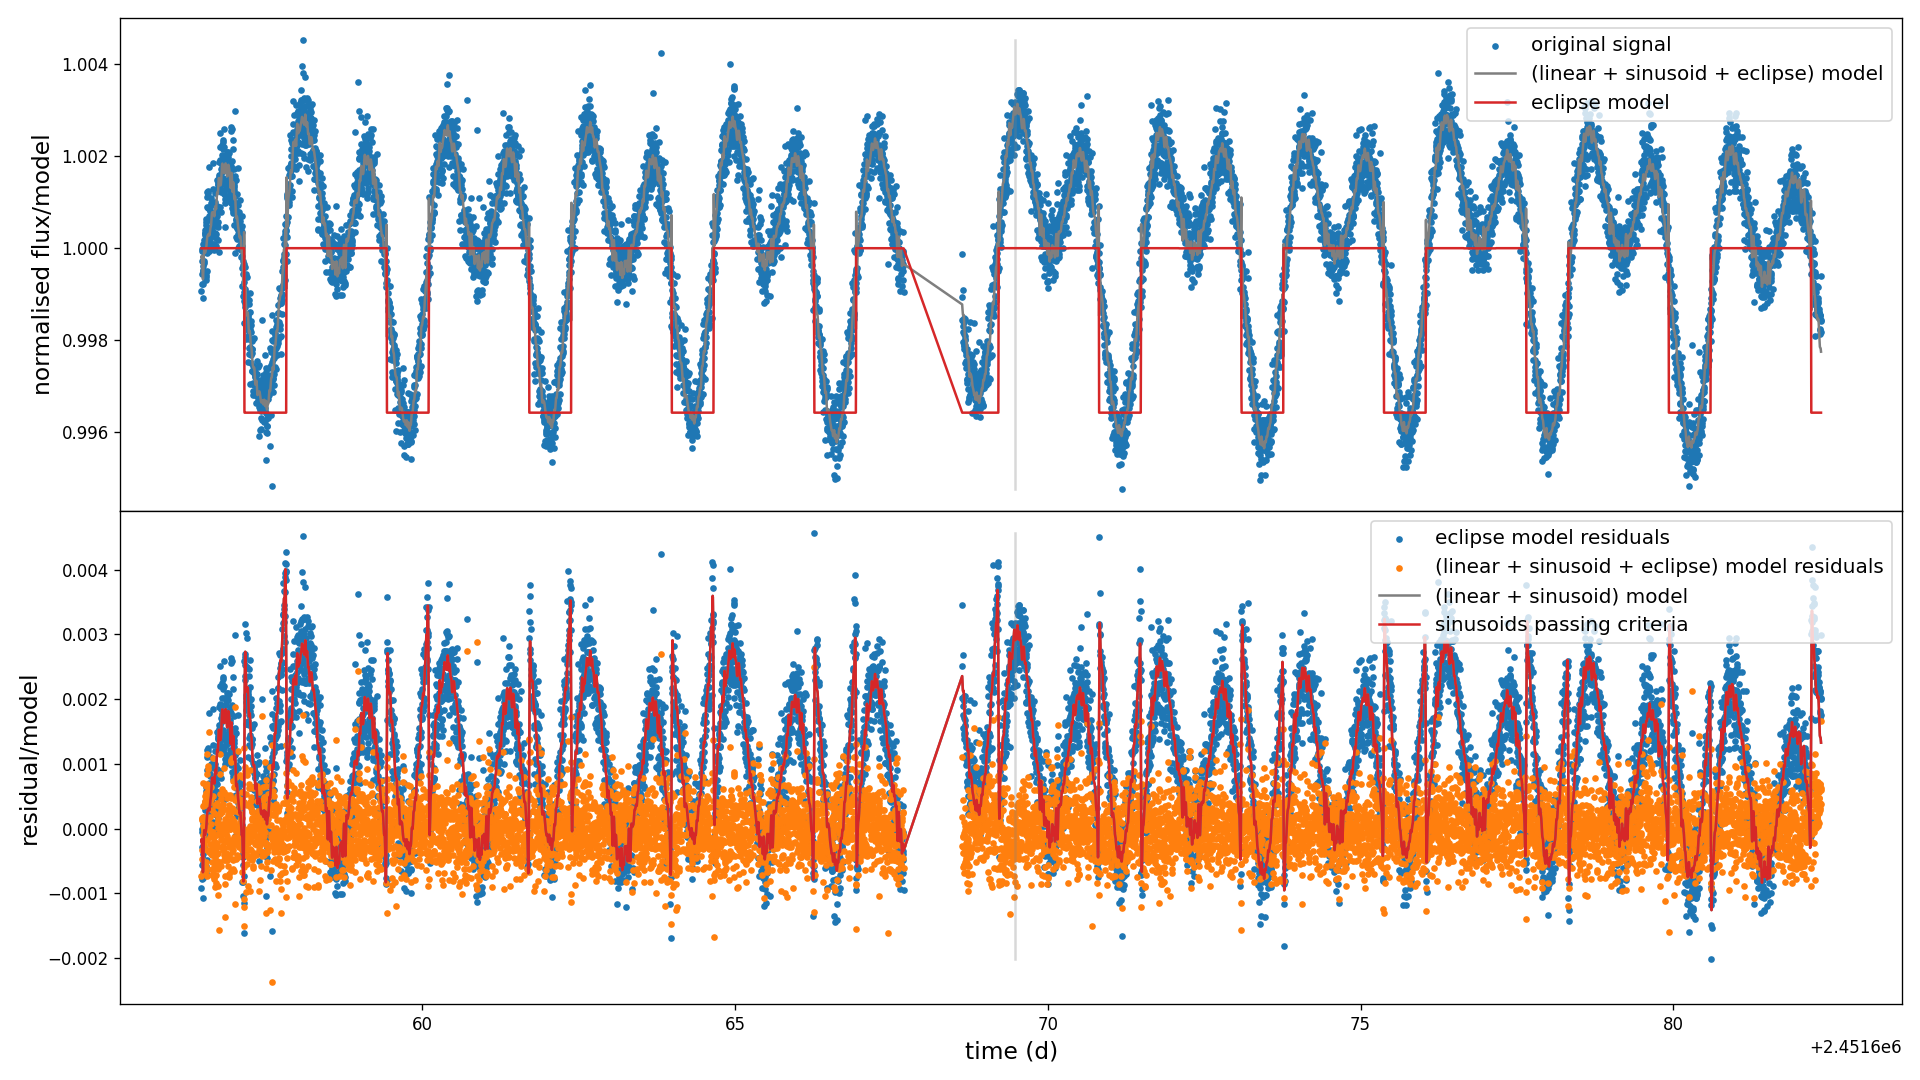 normalised flux/model
1.004
1.002
1.000
0.998
0.996
original signal
(linear + sinusoid + eclipse) model
eclipse model
residual/model
0.004
0.003
0.002
0.001
0.000
−0.001
−0.002
eclipse model residuals
(linear + sinusoid + eclipse) model residuals
(linear + sinusoid) model
sinusoids passing criteria
60
65
70
75
80
time (d)
+2.4516e6